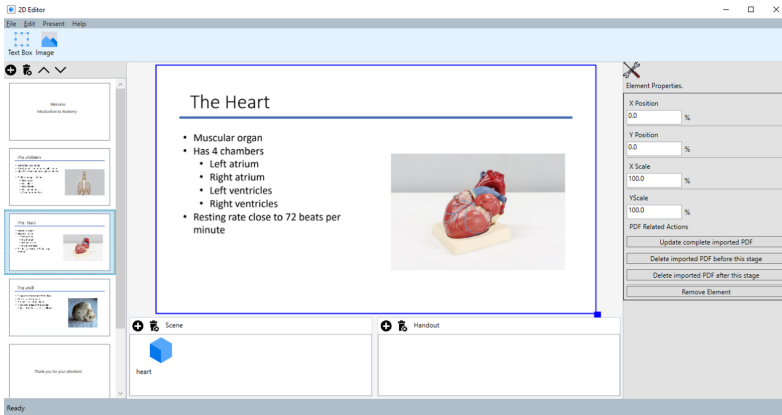 2D Editor
File Edit Present Help
Text Box Image
Welcome
Introduction to Anatomy
The Heart
The Skull
Thank you for your attention!
The Heart
• Muscular organ
• Has 4 chambers
• Left atrium
• Right atrium
• Left ventricles
• Right ventricles
• Resting rate close to 72 beats per
minute
Scene
heart
Handout
Element Properties.
X Position
0.0 %
Y Position
0.0 %
X Scale
100.0 %
YScale
100.0 %
PDF Related Actions
Update complete imported PDF
Delete imported PDF before this stage
Delete imported PDF after this stage
Remove Element
Ready